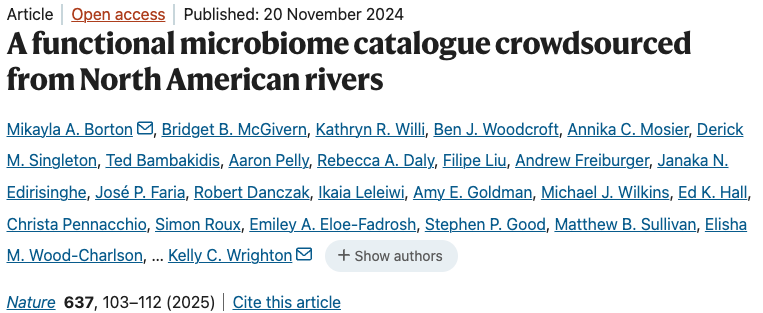 Article | Open access | Published: 20 November 2024
A functional microbiome catalogue crowdsourced
from North American rivers
Mikayla A. Borton, Bridget B. McGivern, Kathryn R. Willi, Ben J. Woodcroft, Annika C. Mosier, Derick
M. Singleton, Ted Bambakidis, Aaron Pelly, Rebecca A. Daly, Filipe Liu, Andrew Freiburger, Janaka N.
Edirisinghe, José P. Faria, Robert Danczak, Ikaia Leleiwi, Amy E. Goldman, Michael J. Wilkins, Ed K. Hall,
Christa Pennacchio, Simon Roux, Emiley A. Eloe-Fadrosh, Stephen P. Good, Matthew B. Sullivan, Elisha
M. Wood-Charlson, ... Kelly C. Wrighton + Show authors
Nature 637, 103–112 (2025) | Cite this article